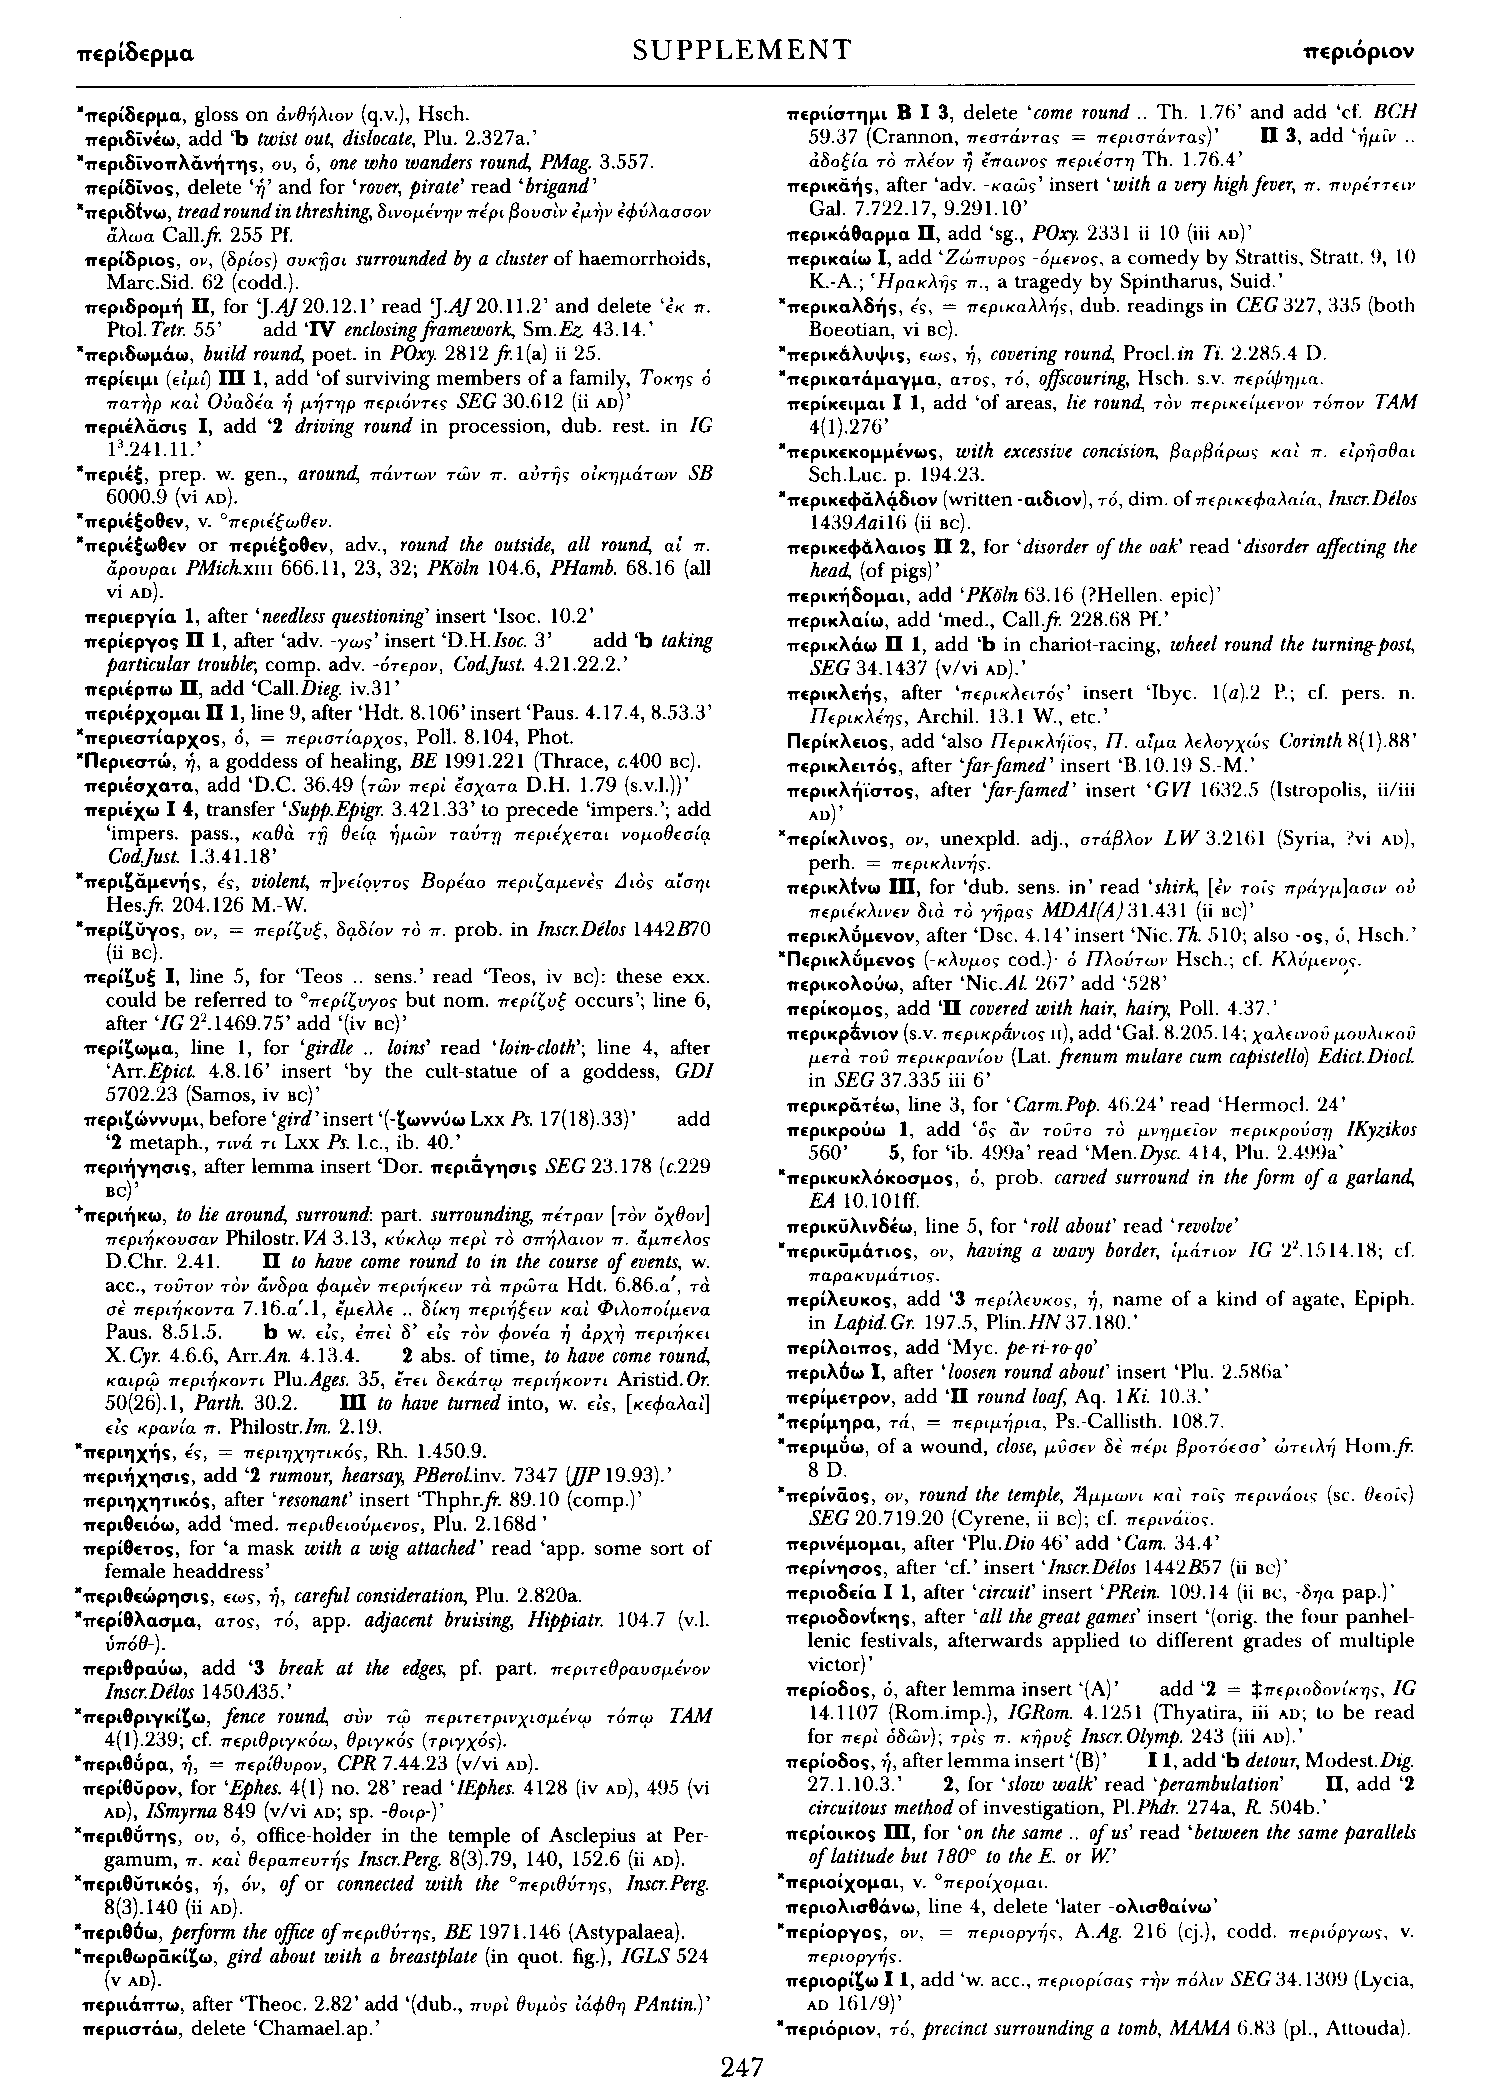 περίδερμα SUPPLEMENT περιόριον
*περίδερμα, gloss on ἀνθήλιον (q.v.), Hsch.
περιδῑνέω, add ‘b twist out, dislocate, Plu. 2.327a.’
*περιδῑνοπλᾰνήτης, ου, ὁ, one who wanders round, PMag. 3.557.
περίδῑνος, delete ‘ἡ’ and for ‘rover, pirate’ read ‘brigand’
*περιδί̄νω, tread round in threshing, δινομένην πέρι βουσὶν ἐμὴν ἐφύλασσον
ἅλωα Call.fr. 255 Pf.
περίδριος, ον, (δρίος) συκῇσι surrounded by a cluster of haemorrhoids,
Marc.Sid. 62 (codd.).
περιδρομή II, for ‘J.AJ 20.12.1’ read ‘J.AJ 20.11.2’ and delete ‘ἐκ π.
Ptol.Tetr. 55’ add ‘IV enclosing framework, Sm.Ez. 43.14.’
*περιδωμάω, build round, poet. in POxy. 2812 fr.1(a) ii 25.
περίειμι (εἰμί) III 1, add ‘of surviving members of a family, Τοκης ὁ
πατὴρ καὶ Οὐαδέα ἡ μήτηρ περιόντες SEG 30.612 (ii AD)’
περιέλᾰσις I, add ‘2 driving round in procession, dub. rest. in IG
1³.241.11.’
*περιέξ, prep. w. gen., around, πάντων τῶν π. αὐτῆς οἰκημάτων SB
6000.9 (vi AD).
*περιέξοθεν, v. °περιέξωθεν.
*περιέξωθεν or περιέξοθεν, adv., round the outside, all round, αἱ π.
ἄρουραι PMich.XIII 666.11, 23, 32; PKöln 104.6, PHamb. 68.16 (all
vi AD).
περιεργία 1, after ‘needless questioning’ insert ‘Isoc. 10.2’
περίεργος II 1, after ‘adv. -γως’ insert ‘D.H.Isoc. 3’ add ‘b taking
particular trouble; comp. adv. -ότερον, Cod.Just. 4.21.22.2.’
περιέρπω II, add ‘Call.Dieg. iv.31’
περιέρχομαι II 1, line 9, after ‘Hdt. 8.106’ insert ‘Paus. 4.17.4, 8.53.3’
*περιεστίαρχος, ὁ, = περιστίαρχος, Poll. 8.104, Phot.
*Περιεστώ, ἡ, a goddess of healing, BE 1991.221 (Thrace, c.400 BC).
περιέσχατα, add ‘D.C. 36.49 (τῶν περὶ ἔσχατα D.H. 1.79 (s.v.l.))’
περιέχω I 4, transfer ‘Supp.Epigr. 3.421.33’ to precede ‘impers.’; add
‘impers. pass., καθὰ τῇ θείᾳ ἡμῶν ταύτῃ περιέχεται νομοθεσίᾳ
Cod.Just. 1.3.41.18’
*περιζᾰμενής, ές, violent, π]νείο̣ντος Βορέαο περιζαμενὲς Διὸς αἴσηι
Hes.fr. 204.126 M.-W.
*περίζῠγος, ον, = περίζυξ, δᾳδίον τὸ π. prob. in Inscr.Délos 1442B70
(ii BC).
περίζυξ I, line 5, for ‘Teos .. sens.’ read ‘Teos, iv BC): these exx.
could be referred to °περίζυγος but nom. περίζυξ occurs’; line 6,
after ‘IG 2².1469.75’ add ‘(iv BC)’
περίζωμα, line 1, for ‘girdle .. loins’ read ‘loin-cloth’; line 4, after
‘Arr.Epict. 4.8.16’ insert ‘by the cult-statue of a goddess, GDI
5702.23 (Samos, iv BC)’
περιζώννυμι, before ‘gird’ insert ‘(-ζωννύω LXX Ps. 17(18).33)’ add
‘2 metaph., τινά τι LXX Ps. l.c., ib. 40.’
περιήγησις, after lemma insert ‘Dor. περιά̄γησις SEG 23.178 (c.229
BC)’
⁺περιήκω, to lie around, surround: part. surrounding, πέτραν [τὸν ὄχθον]
περιήκουσαν Philostr.VA 3.13, κύκλῳ περὶ τὸ σπήλαιον π. ἄμπελος
D.Chr. 2.41. II to have come round to in the course of events, w.
acc., τοῦτον τὸν ἄνδρα φαμὲν περιήκειν τὰ πρῶτα Hdt. 6.86.α′, τὰ
σὲ περιήκοντα 7.16.α′.1, ἔμελλε .. δίκη περιήξειν καὶ Φιλοποίμενα
Paus. 8.51.5. b w. εἰς, ἐπεὶ δ’ εἰς τὸν φονέα ἡ ἀρχὴ περιήκει
X.Cyr. 4.6.6, Arr.An. 4.13.4. 2 abs. of time, to have come round,
καιρῷ περιήκοντι Plu.Ages. 35, ἔτει δεκάτῳ περιήκοντι Aristid.Or.
50(26).1, Parth. 30.2. III to have turned into, w. εἰς, [κεφαλαὶ]
εἰς κρανία π. Philostr.Im. 2.19.
*περιηχής, ές, = περιηχητικός, Rh. 1.450.9.
περιήχησις, add ‘2 rumour, hearsay, PBerol.inv. 7347 (JJP 19.93).’
περιηχητικός, after ‘resonant’ insert ‘Thphr.fr. 89.10 (comp.)’
περιθειόω, add ‘med. περιθειούμενος, Plu. 2.168d’
περίθετος, for ‘a mask with a wig attached’ read ‘app. some sort of
female headdress’
*περιθεώρησις, εως, ἡ, careful consideration, Plu. 2.820a.
*περίθλασμα, ατος, τό, app. adjacent bruising, Hippiatr. 104.7 (v.l.
ὑπόθ-).
περιθραύω, add ‘3 break at the edges, pf. part. περιτεθραυσμένον
Inscr.Délos 1450A35.’
*περιθριγκίζω, fence round, σὺν τῷ περιτετρινχισμένῳ τόπῳ TAM
4(1).239; cf. περιθριγκόω, θριγκός (τριγχός).
*περιθύ̆ρα, ἡ, = περίθυρον, CPR 7.44.23 (v/vi AD).
περίθῠρον, for ‘Ephes. 4(1) no. 28’ read ‘IEphes. 4128 (iv AD), 495 (vi
AD), ISmyrna 849 (v/vi AD; sp. -θοιρ-)’
*περιθύ̆της, ου, ὁ, office-holder in the temple of Asclepius at Per-
gamum, π. καὶ θεραπευτής Inscr.Perg. 8(3).79, 140, 152.6 (ii AD).
*περιθῠτικός, ή, όν, of or connected with the °περιθύτης, Inscr.Perg.
8(3).140 (ii AD).
*περιθύ̄ω, perform the office of περιθύτης, BE 1971.146 (Astypalaea).
*περιθωρᾱκίζω, gird about with a breastplate (in quot. fig.), IGLS 524
(v AD).
περιιάπτω, after ‘Theoc. 2.82’ add ‘(dub., πυρὶ θυμὸς ἰάφθη PAntin.)’
περιιστάω, delete ‘Chamael.ap.’
περιίστημι B I 3, delete ‘come round .. Th. 1.76’ and add ‘cf. BCH
59.37 (Crannon, πεστάντας = περιστάντας)’ II 3, add ‘ἡμῖν ..
ἀδοξία τὸ πλέον ἢ ἔπαινος περιέστη Th. 1.76.4’
περικᾰής, after ‘adv. -καῶς’ insert ‘with a very high fever, π. πυρέττειν
Gal. 7.722.17, 9.291.10’
περικάθαρμα II, add ‘sg., POxy. 2331 ii 10 (iii AD)’
περικαίω I, add ‘Ζώπυρος -όμενος, a comedy by Strattis, Stratt. 9, 10
K.-A.; Ἡρακλῆς π., a tragedy by Spintharus, Suid.’
*περικαλδής, ές, = περικαλλής, dub. readings in CEG 327, 335 (both
Boeotian, vi BC).
*περικάλυψις, εως, ἡ, covering round, Procl.in Ti. 2.285.4 D.
*περικατάμαγμα, ατος, τό, offscouring, Hsch. s.v. περίψημα.
περίκειμαι I 1, add ‘of areas, lie round, τὸν περικείμενον τόπον TAM
4(1).276’
*περικεκομμένως, with excessive concision, βαρβάρως καὶ π. εἰρῆσθαι
Sch.Luc. p. 194.23.
*περικεφᾰλᾴδιον (written -αιδιον), τό, dim. of περικεφαλαία, Inscr.Délos
1439Aai16 (ii BC).
περικεφάλαιος II 2, for ‘disorder of the oak’ read ‘disorder affecting the
head, (of pigs)’
περικήδομαι, add ‘PKöln 63.16 (?Hellen. epic)’
περικλαίω, add ‘med., Call.fr. 228.68 Pf.’
περικλάω II 1, add ‘b in chariot-racing, wheel round the turning-post,
SEG 34.1437 (v/vi AD).’
περικλεής, after ‘περικλειτός’ insert ‘Ibyc. 1(a).2 P.; cf. pers. n.
Περικλέης, Archil. 13.1 W., etc.’
Περίκλειος, add ‘also Περικλήϊος, Π. αἷμα λελογχώς Corinth 8(1).88’
περικλειτός, after ‘far-famed’ insert ‘B.10.19 S.-M.’
περικλήϊστος, after ‘far-famed’ insert ‘GVI 1632.5 (Istropolis, ii/iii
AD)’
*περίκλινος, ον, unexpld. adj., στάβλον LW 3.2161 (Syria, ?vi AD),
perh. = περικλινής.
περικλί̄νω III, for ‘dub. sens. in’ read ‘shirk, [ἐν τοῖς πράγμ]ασιν οὐ
περιέκλινεν διὰ τὸ γῆρας MDAI(A) 31.431 (ii BC)’
περικλύ̆μενον, after ‘Dsc. 4.14’ insert ‘Nic.Th. 510; also -ος, ὁ, Hsch.’
*Περικλύ̆μενος (-κλυμος cod.)· ὁ Πλούτων Hsch.; cf. Κλύμενος.
περικολούω, after ‘Nic.Al. 267’ add ‘528’
περίκομος, add ‘II covered with hair, hairy, Poll. 4.37.’
περικρά̄νιον (s.v. περικρά̄νιος II), add ‘Gal. 8.205.14; χαλεινοῦ μουλικοῦ
μετὰ τοῦ περικρανίου (Lat. frenum mulare cum capistello) Edict.Diocl.
in SEG 37.335 iii 6’
περικρᾰτέω, line 3, for ‘Carm.Pop. 46.24’ read ‘Hermocl. 24’
περικρούω 1, add ‘ὃς ἂν τοῦτο τὸ μνημεῖον περικρούσῃ IKyzikos
560’ 5, for ‘ib. 499a’ read ‘Men.Dysc. 414, Plu. 2.499a’
*περικυκλόκοσμος, ὁ, prob. carved surround in the form of a garland,
EA 10.101ff.
περικῠλινδέω, line 5, for ‘roll about’ read ‘revolve’
*περικῡμάτιος, ον, having a wavy border, ἱμάτιον IG 2².1514.18; cf.
παρακυμάτιος.
περίλευκος, add ‘3 περίλευκος, ἡ, name of a kind of agate, Epiph.
in Lapid.Gr. 197.5, Plin.HN 37.180.’
περίλοιπος, add ‘Myc. pe-ri-ro-qo’
περιλύ̄ω I, after ‘loosen round about’ insert ‘Plu. 2.586a’
περίμετρον, add ‘II round loaf, Aq. 1Ki. 10.3.’
*περίμηρα, τά, = περιμήρια, Ps.-Callisth. 108.7.
*περιμύ̄ω, of a wound, close, μῦσεν δὲ πέρι βροτόεσσ’ ὠτειλή Hom.fr.
8 D.
*περίνᾱος, ον, round the temple, Ἄμμωνι καὶ τοῖς περινάοις (sc. θεοῖς)
SEG 20.719.20 (Cyrene, ii BC); cf. περινάϊος.
περινέμομαι, after ‘Plu.Dio 46’ add ‘Cam. 34.4’
περίνησος, after ‘cf.’ insert ‘Inscr.Délos 1442B57 (ii BC)’
περιοδεία I 1, after ‘circuit’ insert ‘PRein. 109.14 (ii BC, -δηα pap.)’
περιοδονί̄κης, after ‘all the great games’ insert ‘(orig. the four panhel-
lenic festivals, afterwards applied to different grades of multiple
victor)’
περίοδος, ὁ, after lemma insert ‘(A)’ add ‘2 = ‡περιοδονίκης, IG
14.1107 (Rom.imp.), IGRom. 4.1251 (Thyatira, iii AD; to be read
for περὶ ὁδῶν); τρὶς π. κῆρυξ Inscr.Olymp. 243 (iii AD).’
περίοδος, ἡ, after lemma insert ‘(B)’ I 1, add ‘b detour, Modest.Dig.
27.1.10.3.’ 2, for ‘slow walk’ read ‘perambulation’ II, add ‘2
circuitous method of investigation, Pl.Phdr. 274a, R. 504b.’
περίοικος III, for ‘on the same .. of us’ read ‘between the same parallels
of latitude but 180° to the E. or W.’
*περιοίχομαι, v. °περοίχομαι.
περιολισθάνω, line 4, delete ‘later -ολισθαίνω’
*περίοργος, ον, = περιοργής, A.Ag. 216 (cj.), codd. περιόργως, v.
περιοργής.
περιορίζω I 1, add ‘w. acc., περιορίσας τὴν πόλιν SEG 34.1309 (Lycia,
AD 161/9)’
*περιόριον, τό, precinct surrounding a tomb, MAMA 6.83 (pl., Attouda).
247